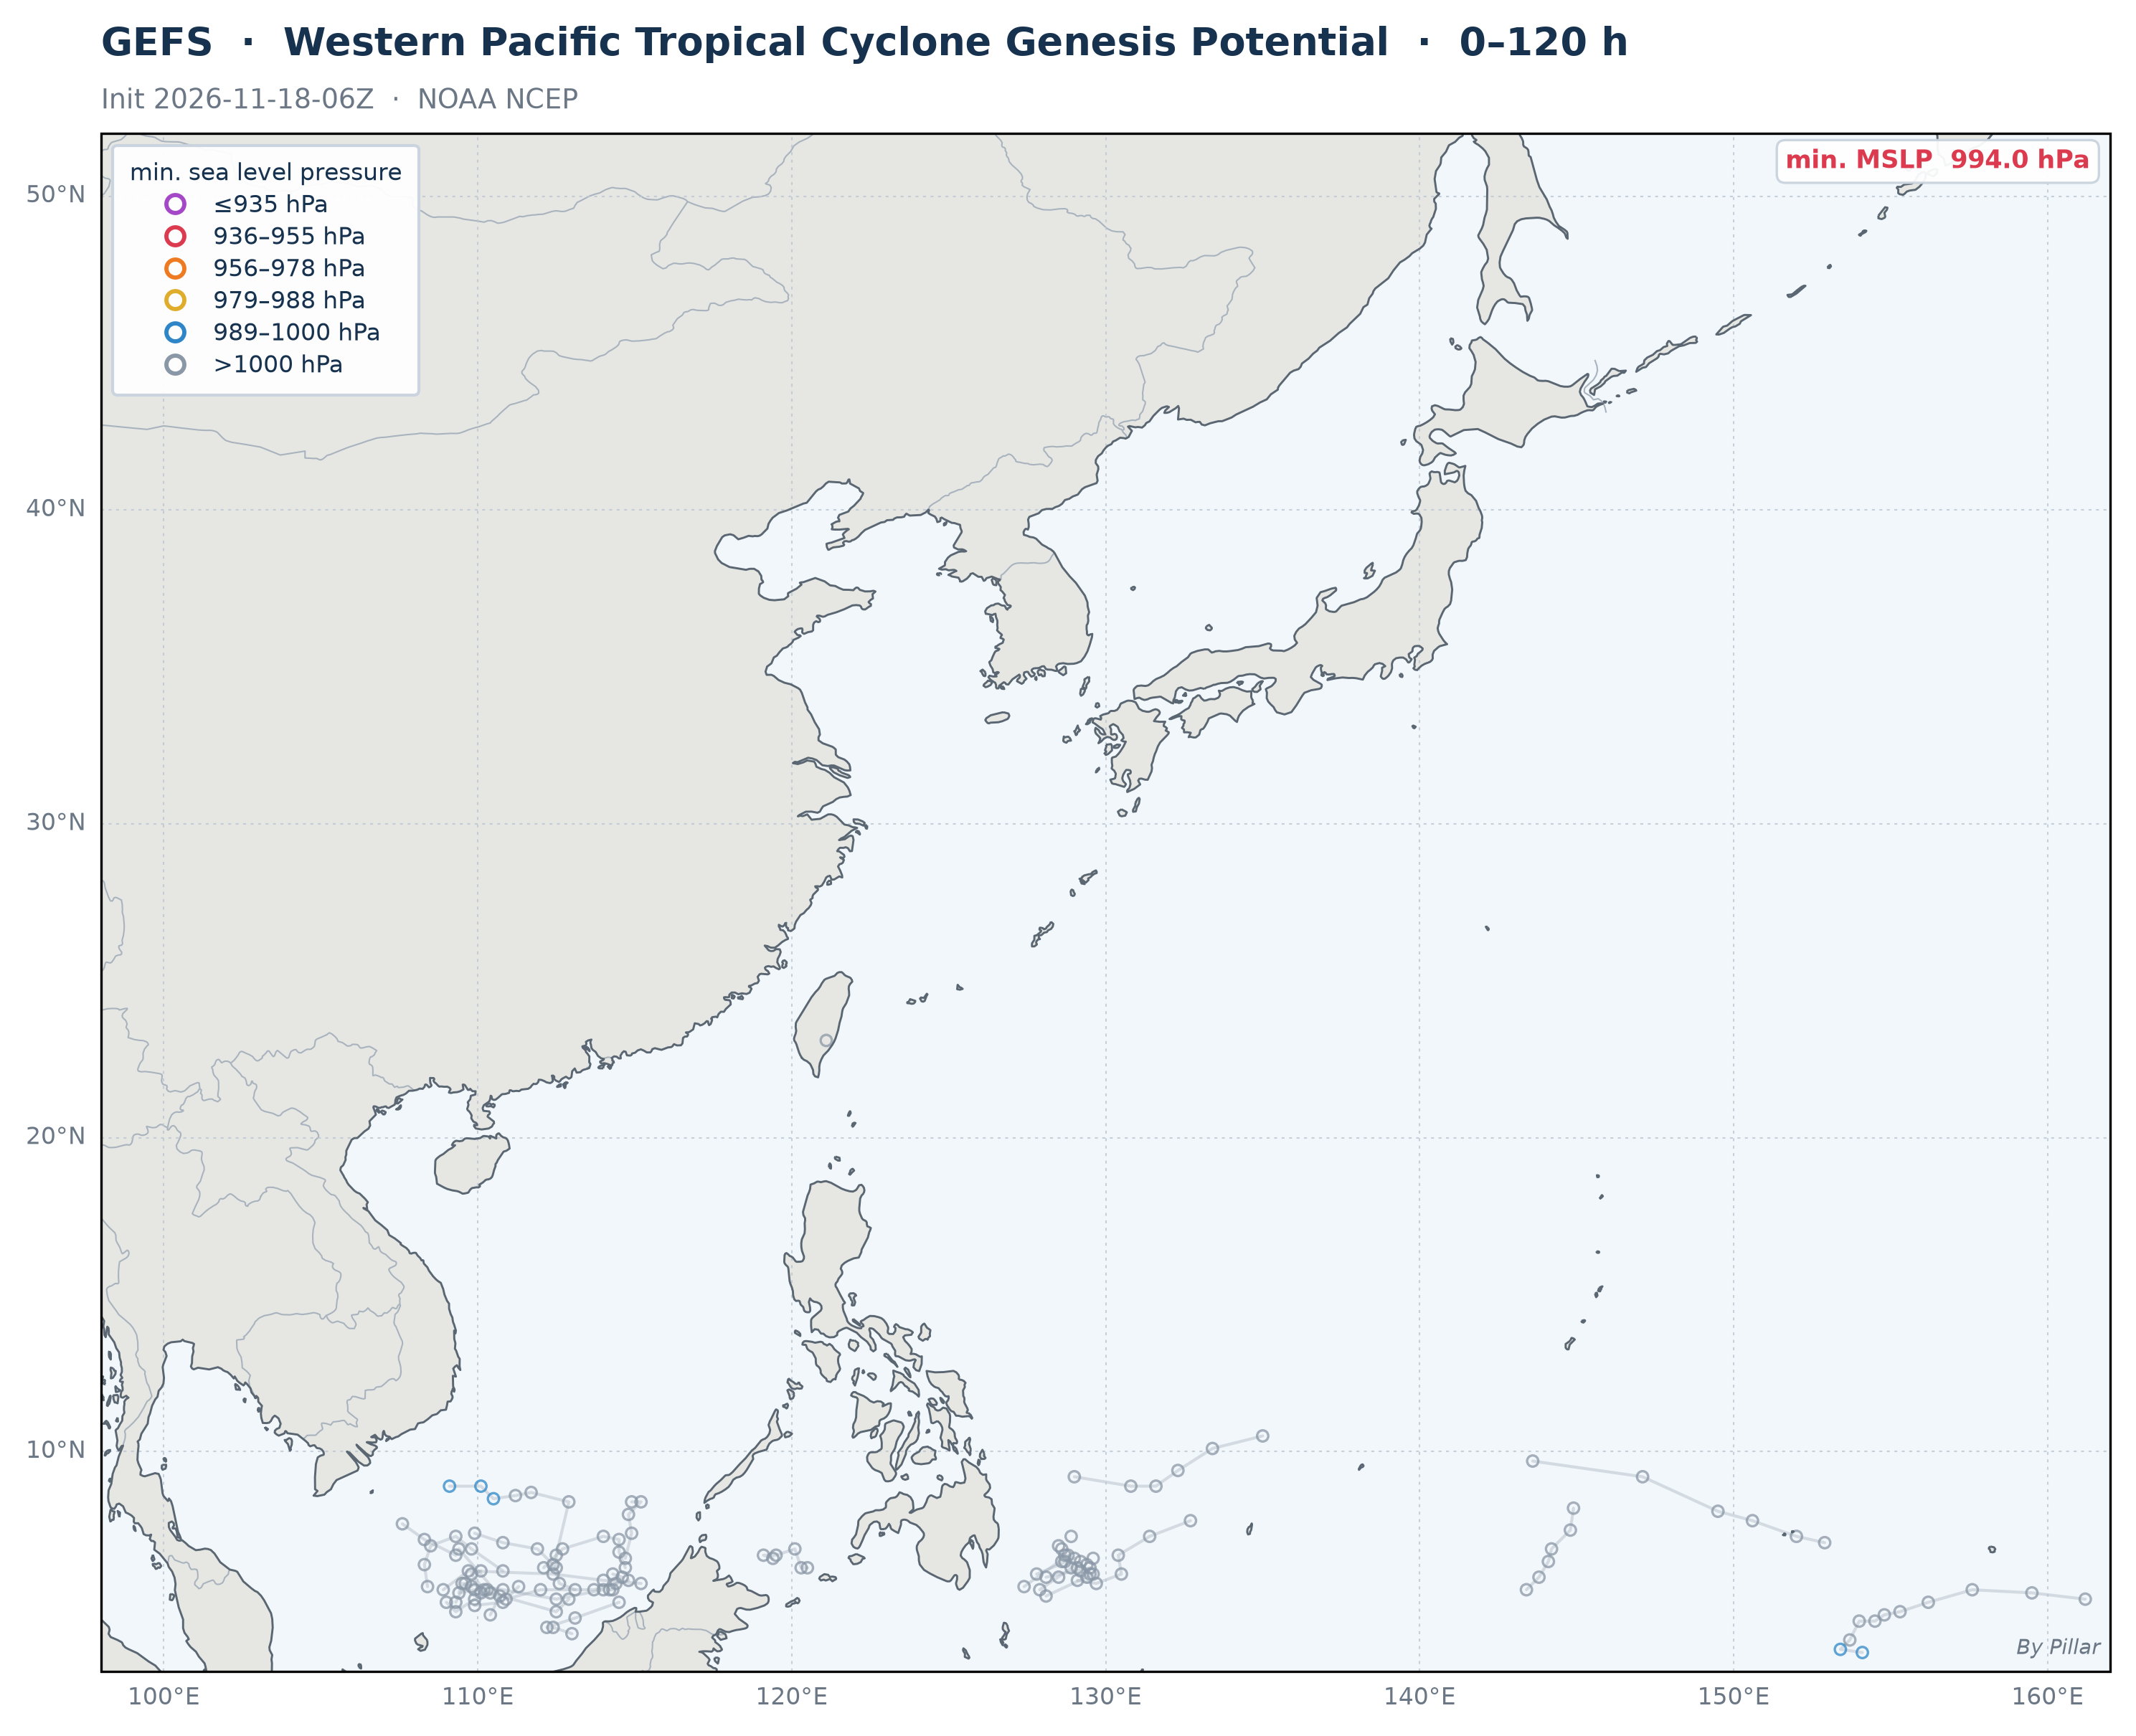 GEFS · Western Pacific Tropical Cyclone Genesis Potential · 0–120 h
Init 2026-11-18-06Z · NOAA NCEP
min. sea level pressure
≤935 hPa
936–955 hPa
956–978 hPa
979–988 hPa
989–1000 hPa
>1000 hPa
min. MSLP 994.0 hPa
50°N
40°N
30°N
20°N
10°N
By Pillar
100°E
110°E
120°E
130°E
140°E
150°E
160°E